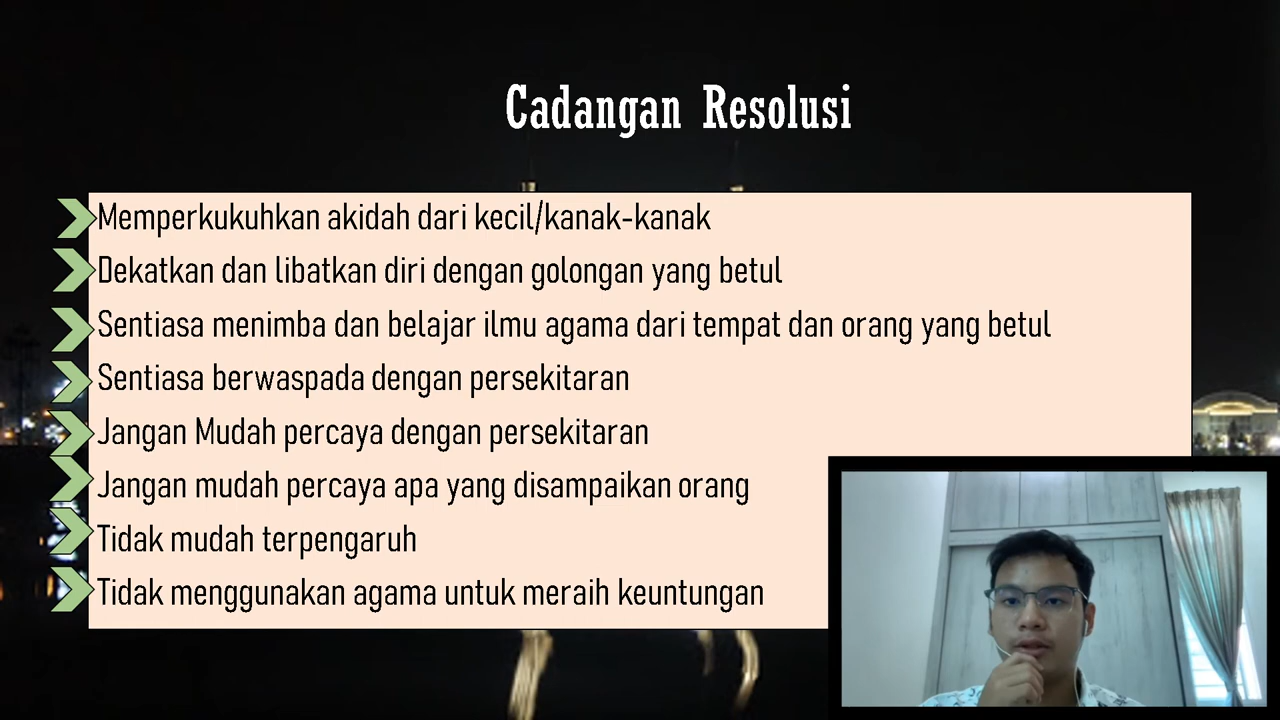 Cadangan Resolusi
Memperkukuhkan akidah dari kecil/kanak-kanak
Dekatkan dan libatkan diri dengan golongan yang betul
Sentiasa menimba dan belajar ilmu agama dari tempat dan orang yang betul
Sentiasa berwaspada dengan persekitaran
Jangan Mudah percaya dengan persekitaran
Jangan mudah percaya apa yang disampaikan orang
Tidak mudah terpengaruh
Tidak menggunakan agama untuk meraih keuntungan